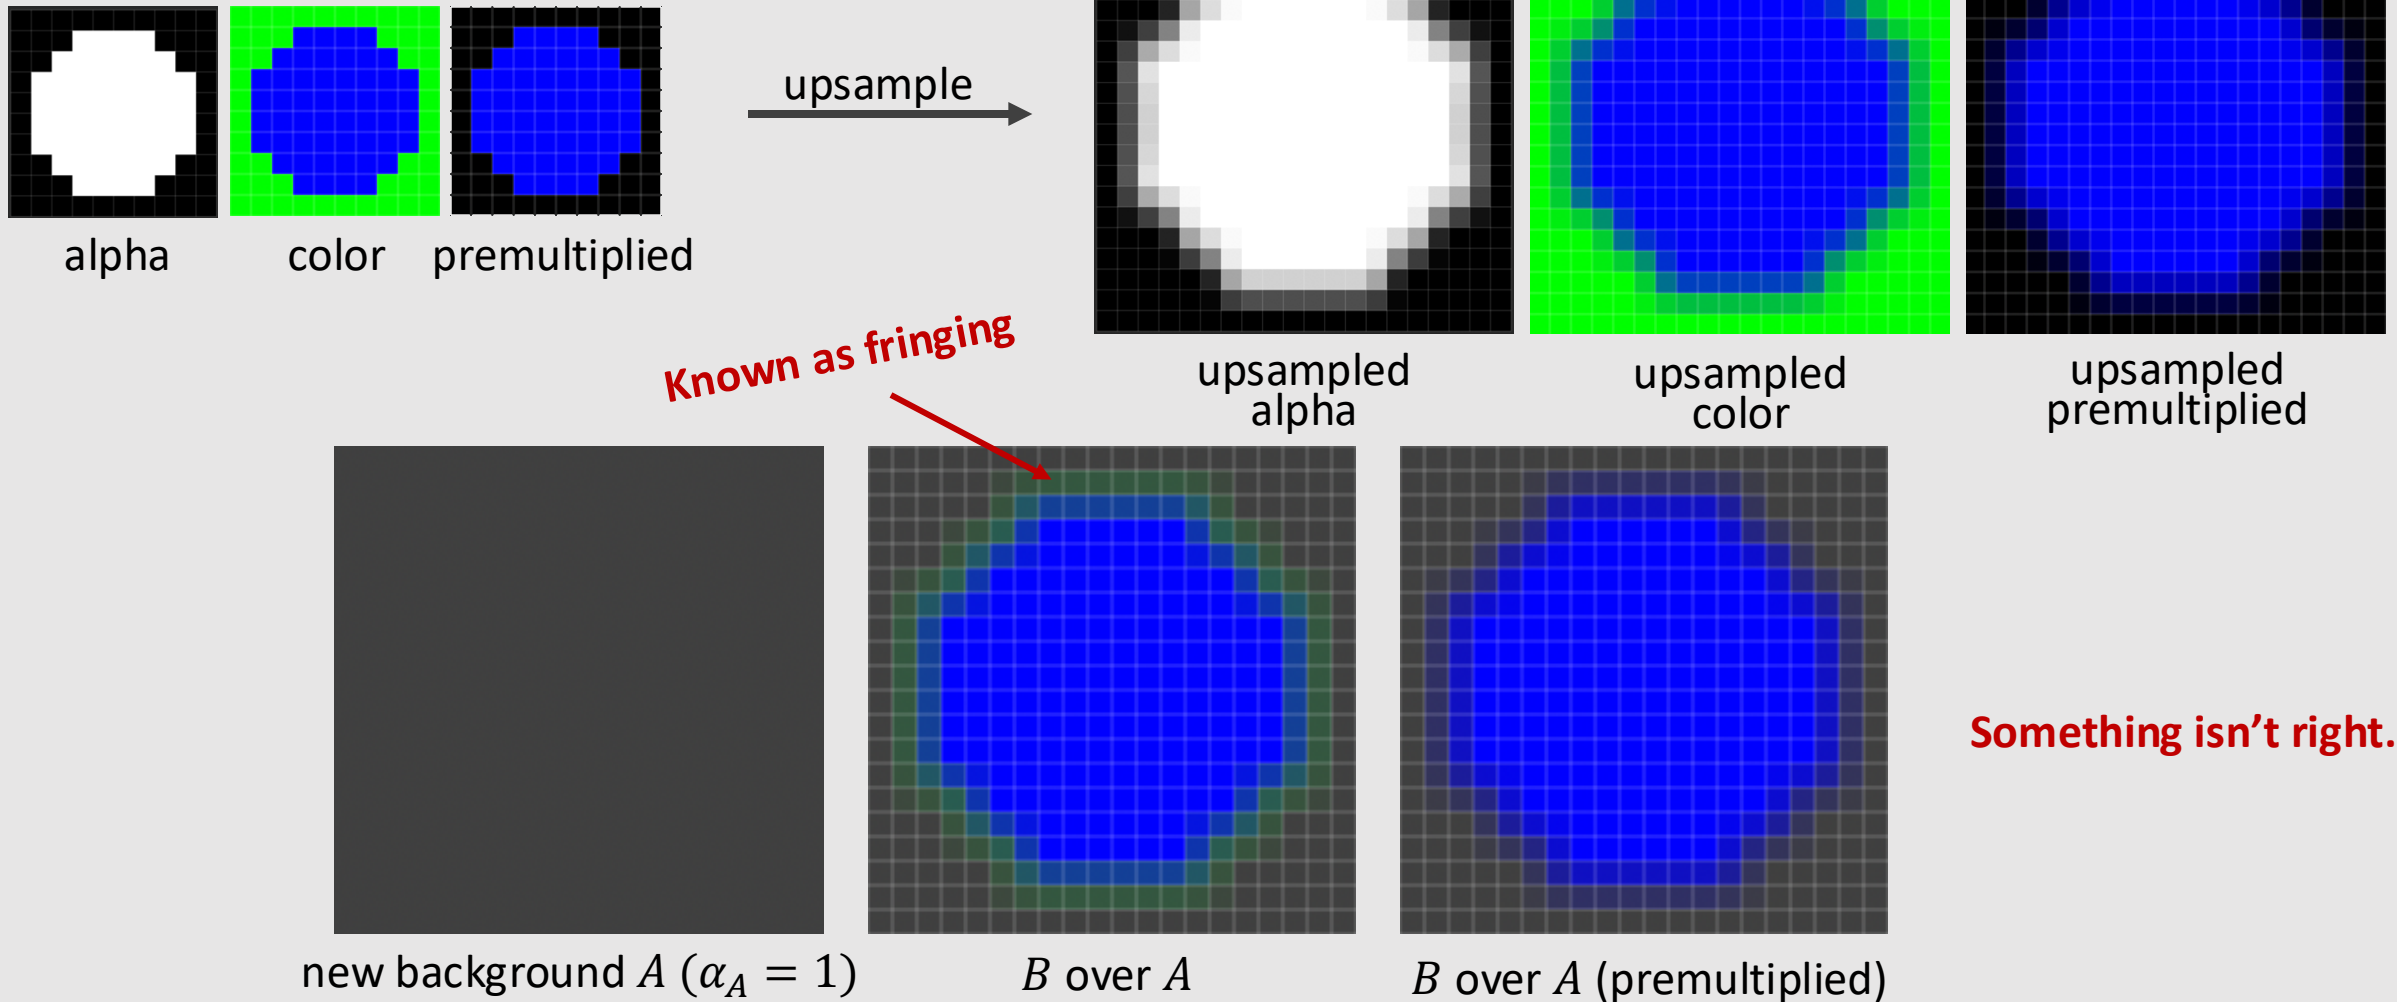 upsample
alpha
color
premultiplied
Known as fringing
upsampled
alpha
upsampled
color
upsampled
premultiplied
Something isn’t right.
new background A (α_A = 1)
B over A
B over A (premultiplied)